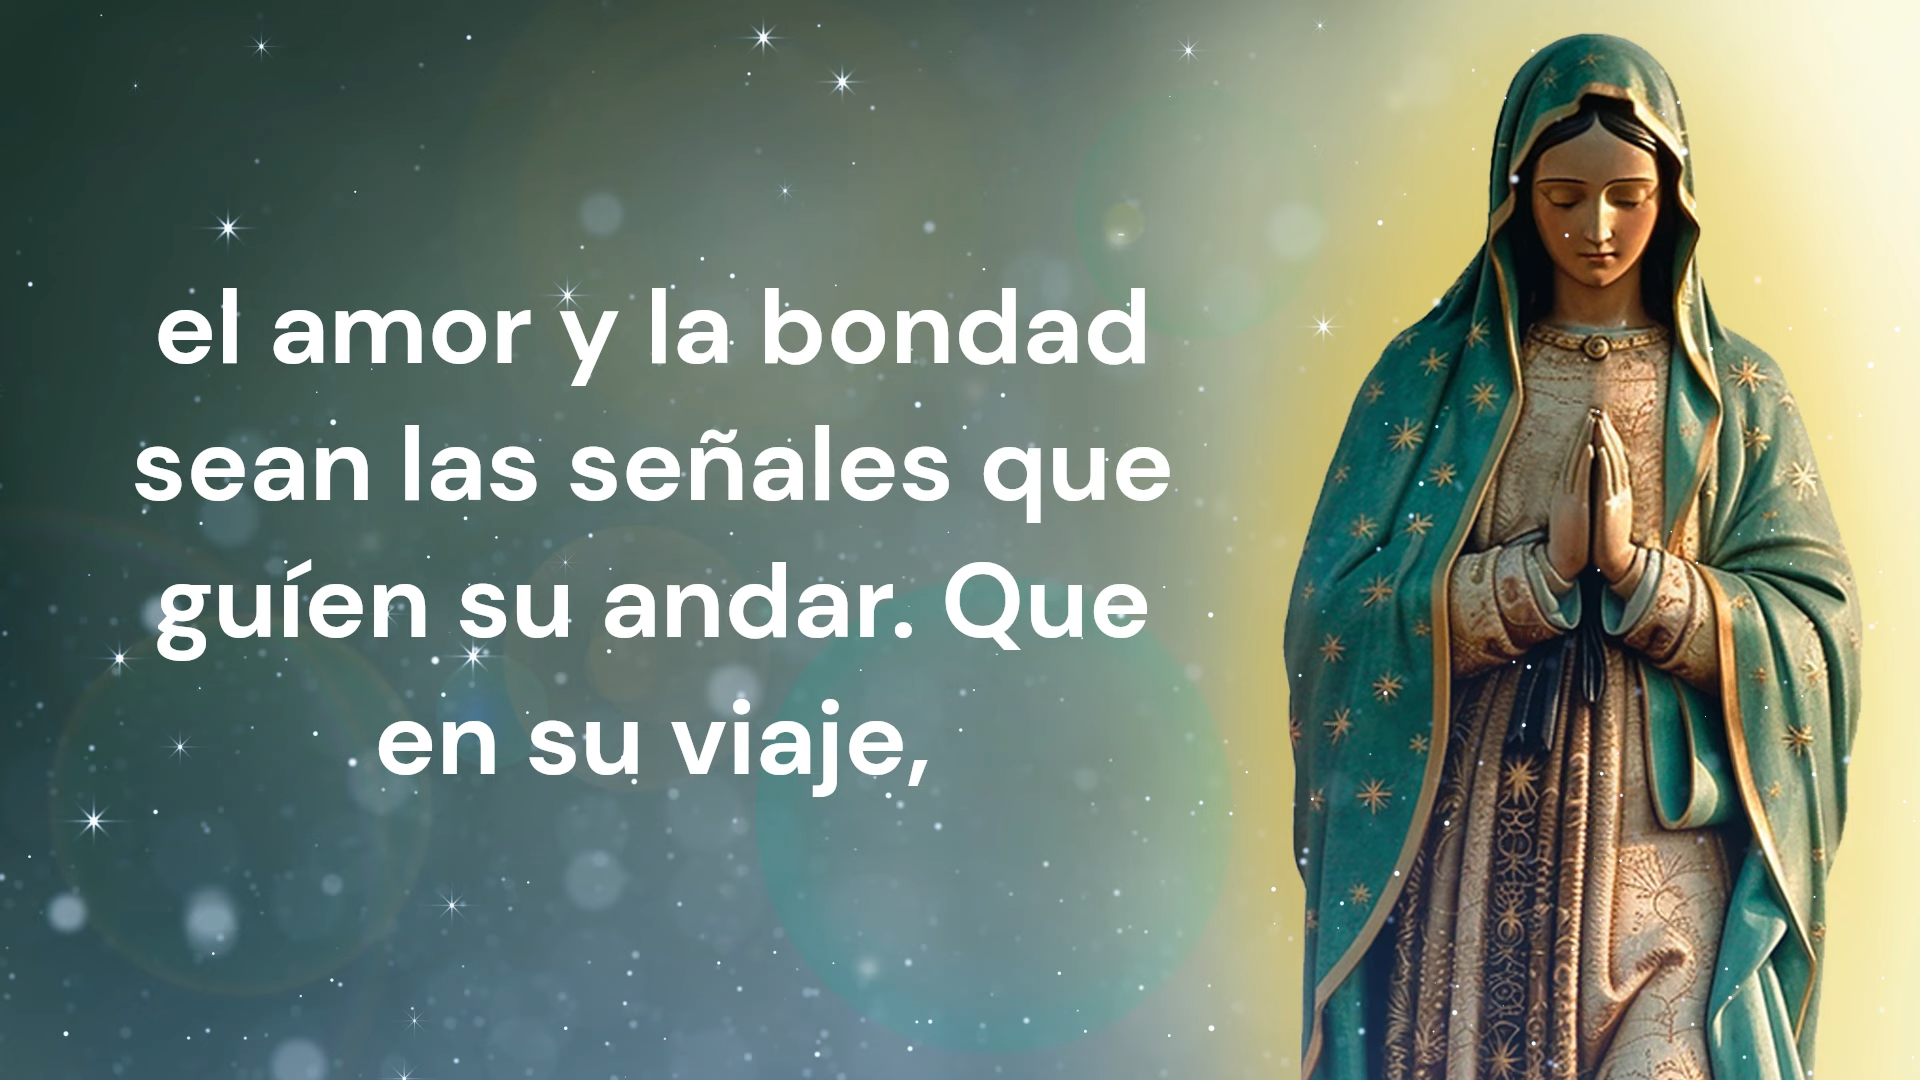 el amor y la bondad
sean las señales que
guíen su andar. Que
en su viaje,